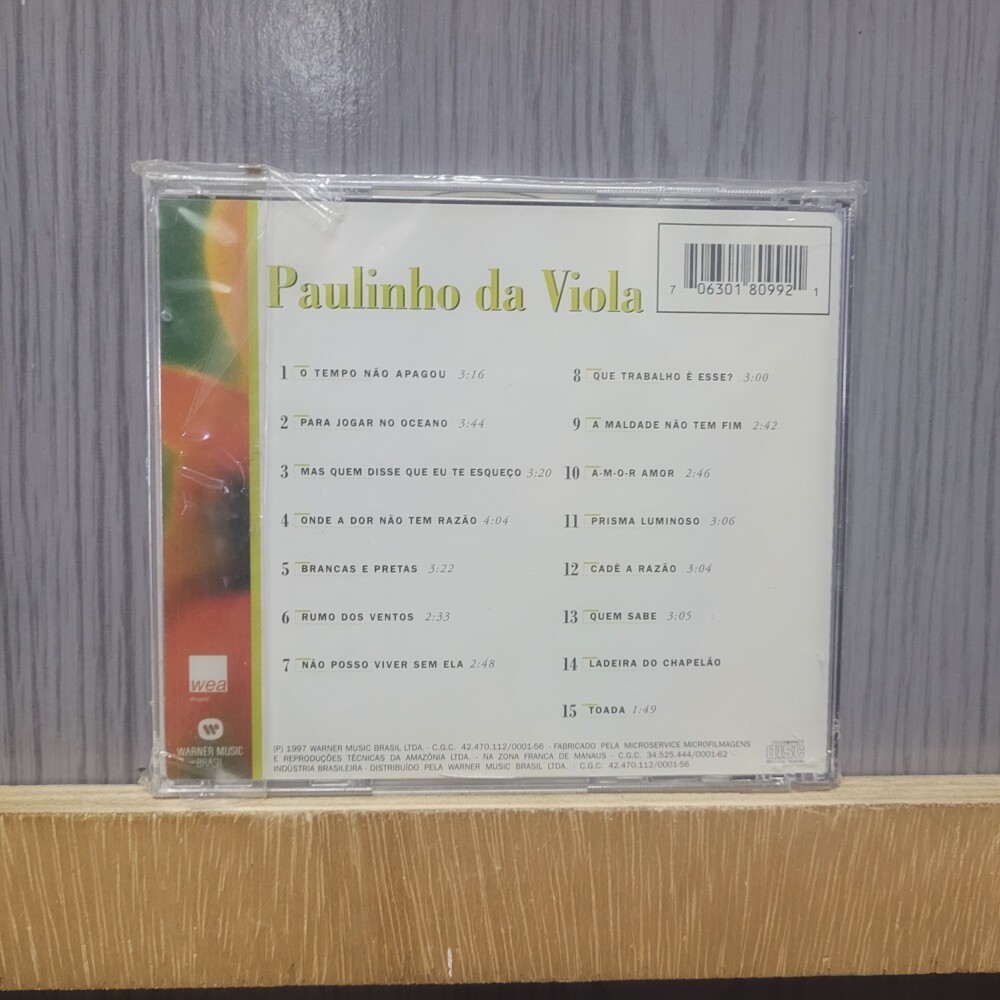 Paulinho da Viola
7 06301 80992 1
1 O TEMPO NÃO APAGOU 3:16
2 PARA JOGAR NO OCEANO 3:44
3 MAS QUEM DISSE QUE EU TE ESQUEÇO 3:20
4 ONDE A DOR NÃO TEM RAZÃO 4:04
5 BRANCAS E PRETAS 3:22
6 RUMO DOS VENTOS 2:33
7 NÃO POSSO VIVER SEM ELA 2:48
8 QUE TRABALHO É ESSE? 3:00
9 A MALDADE NÃO TEM FIM 2:42
10 A-M-O-R AMOR 2:46
11 PRISMA LUMINOSO 3:06
12 CADÊ A RAZÃO 3:04
13 QUEM SABE 3:05
14 LADEIRA DO CHAPELÃO
15 TOADA 1:49
wea
WARNER MUSIC
BRASIL
(P) 1997 WARNER MUSIC BRASIL LTDA. - C.G.C. 42.470.112/0001-56 - FABRICADO PELA MICROSERVICE MICROFILMAGENS
E REPRODUÇÕES TÉCNICAS DA AMAZÔNIA LTDA. - NA ZONA FRANCA DE MANAUS - C.G.C. 34.525.444/0001-62 -
INDÚSTRIA BRASILEIRA - DISTRIBUÍDO PELA WARNER MUSIC BRASIL LTDA. - C.G.C. 42.470.112/0001-56
COMPACT
disc